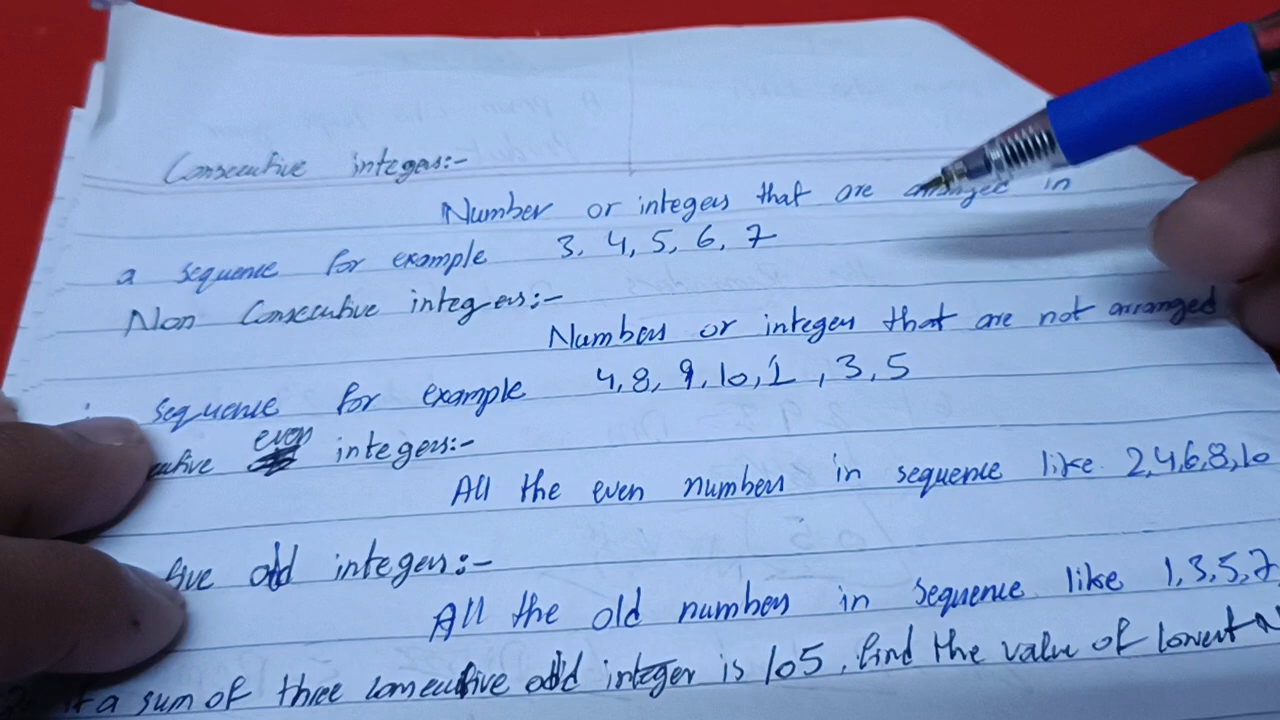 Consecutive integers:-
Number or integers that are arranged in
a sequence for example 3, 4, 5, 6, 7
Non Consecutive integers:-
Numbers or integers that are not arranged
sequence for example 4, 8, 9, 10, 1, 3, 5
utive even integers:-
All the even numbers in sequence like 2,4,6,8,10
tive odd integers:-
All the old numbers in sequence like 1,3,5,7
If a sum of three consecutive odd integer is 105, find the value of lowest N